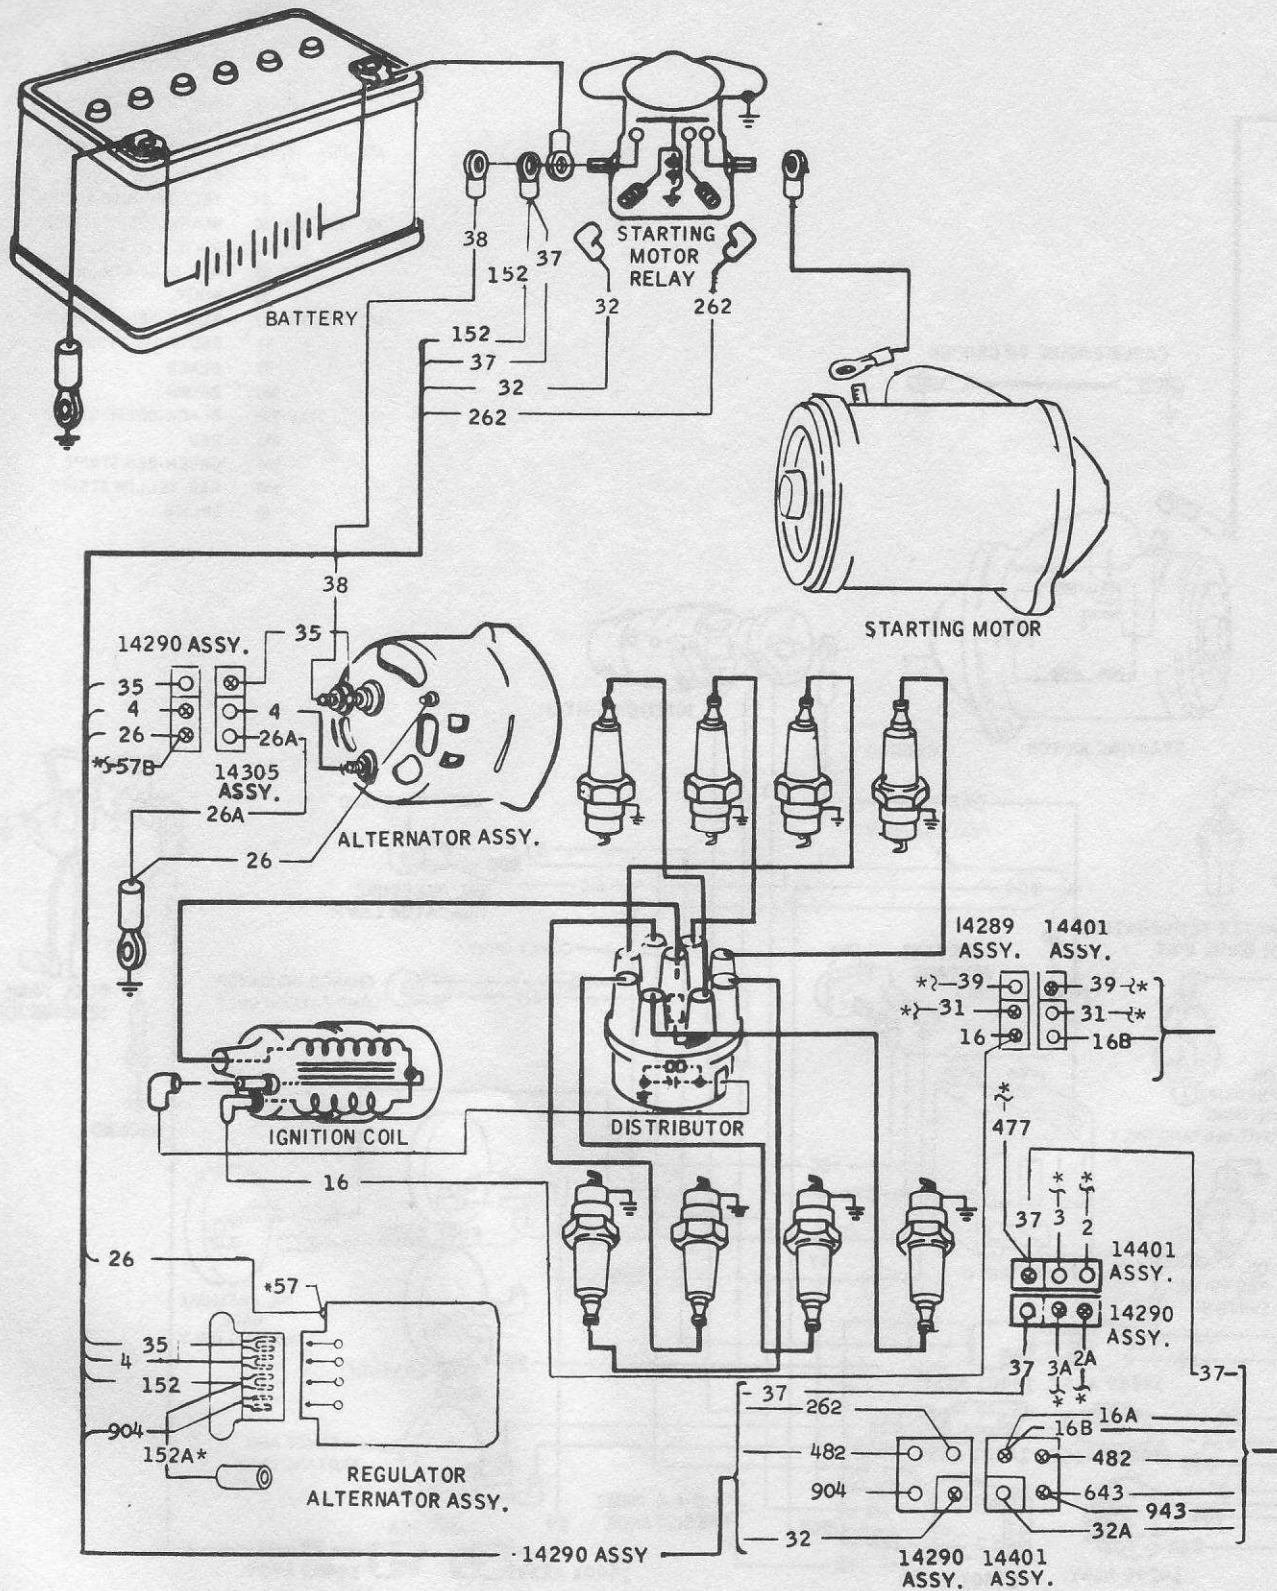 BATTERY
STARTING
MOTOR
RELAY
38
152
37
32
262
152
37
32
262
STARTING MOTOR
38
14290 ASSY.
35
35
4
4
26
26A
*57B
14305
ASSY.
26A
26
ALTERNATOR ASSY.
14289
ASSY.
14401
ASSY.
*39
39*
*31
31*
16
16B
IGNITION COIL
DISTRIBUTOR
16
*
477
37
*
3
*
2
14401
ASSY.
14290
ASSY.
37
3A
2A
*
*
37
26
*57
35
4
152
904
152A*
REGULATOR
ALTERNATOR ASSY.
37
262
482
904
32
16A
16B
482
643
943
32A
14290 ASSY
14290
ASSY.
14401
ASSY.